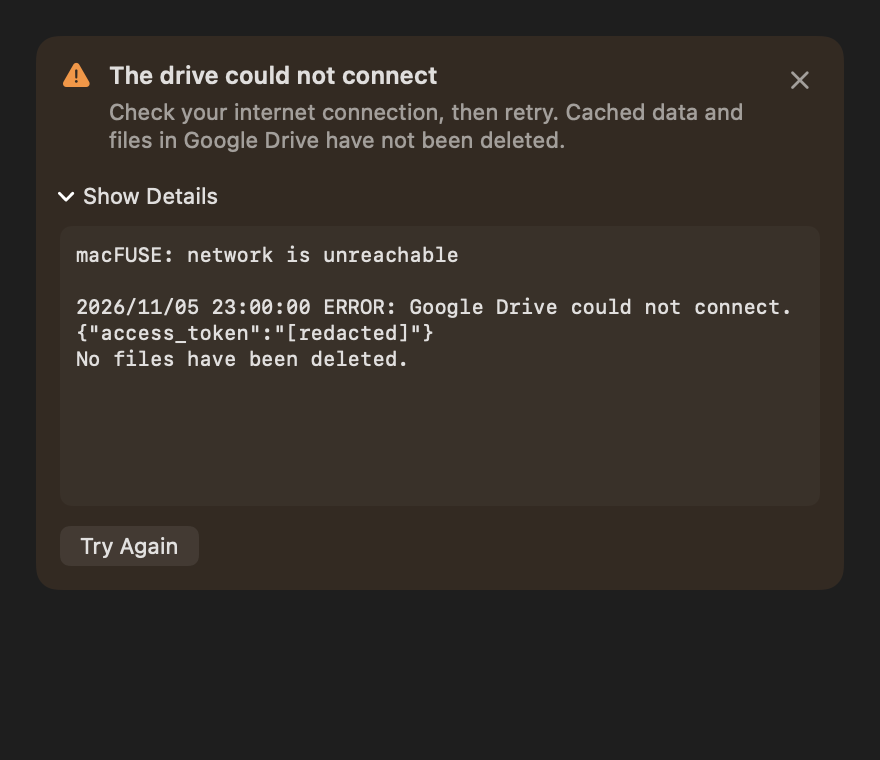 The drive could not connect
Check your internet connection, then retry. Cached data and
files in Google Drive have not been deleted.
Show Details
macFUSE: network is unreachable
2026/11/05 23:00:00 ERROR: Google Drive could not connect.
{"access_token":"[redacted]"}
No files have been deleted.
Try Again